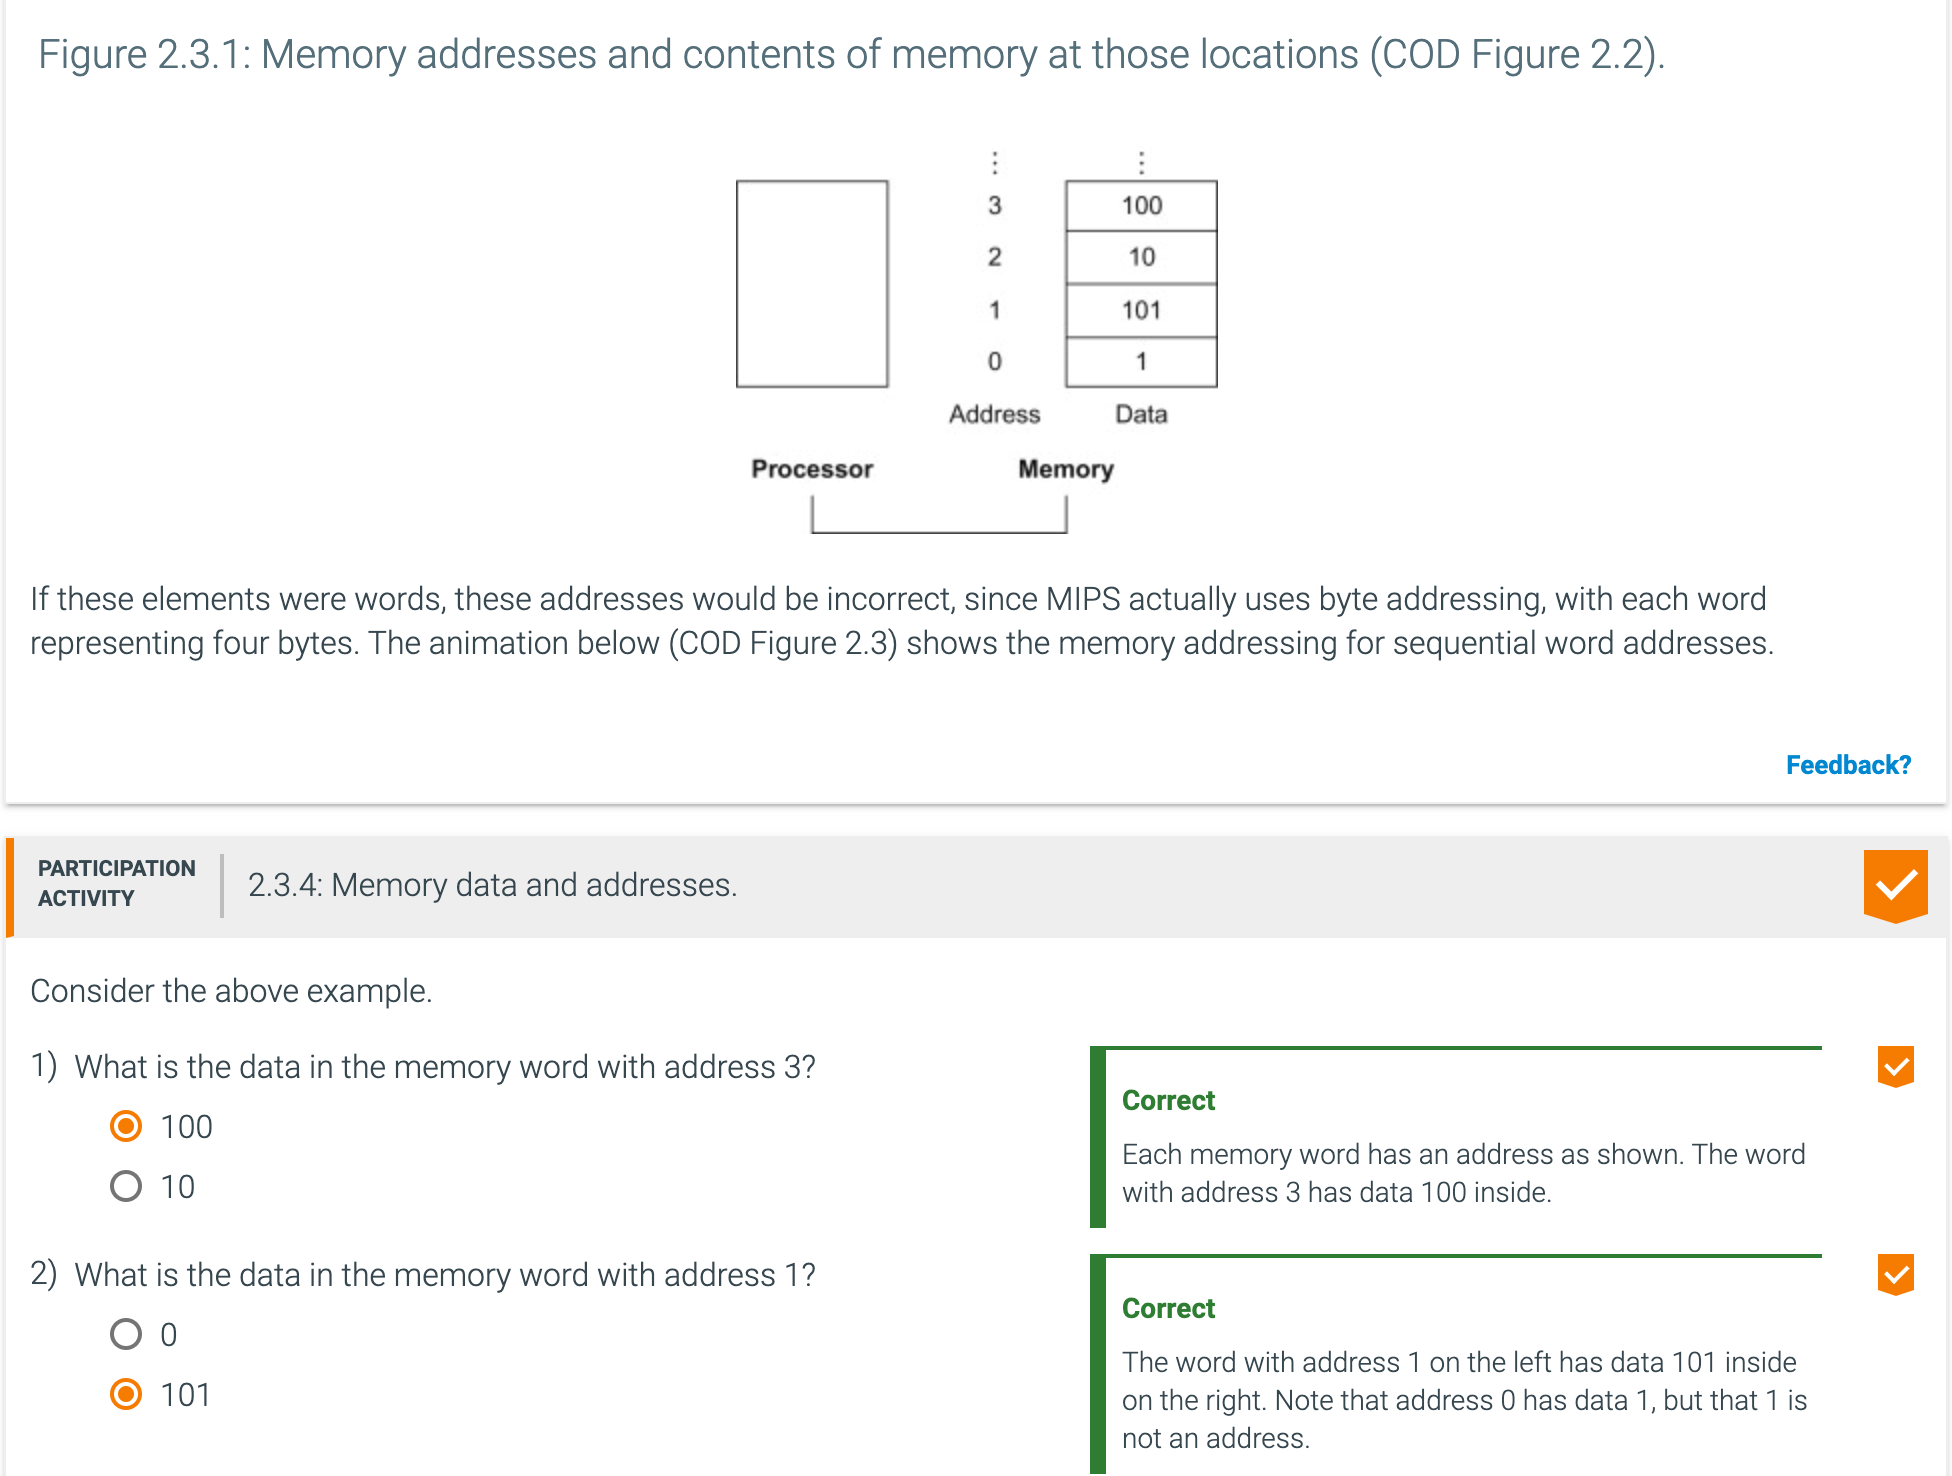 Figure 2.3.1: Memory addresses and contents of memory at those locations (COD Figure 2.2).
⋮ ⋮
3 100
2 10
1 101
0 1
Address Data
Processor Memory
If these elements were words, these addresses would be incorrect, since MIPS actually uses byte addressing, with each word
representing four bytes. The animation below (COD Figure 2.3) shows the memory addressing for sequential word addresses.
Feedback?
PARTICIPATION
ACTIVITY
2.3.4: Memory data and addresses.
Consider the above example.
1) What is the data in the memory word with address 3?
100
10
Correct
Each memory word has an address as shown. The word
with address 3 has data 100 inside.
2) What is the data in the memory word with address 1?
0
101
Correct
The word with address 1 on the left has data 101 inside
on the right. Note that address 0 has data 1, but that 1 is
not an address.